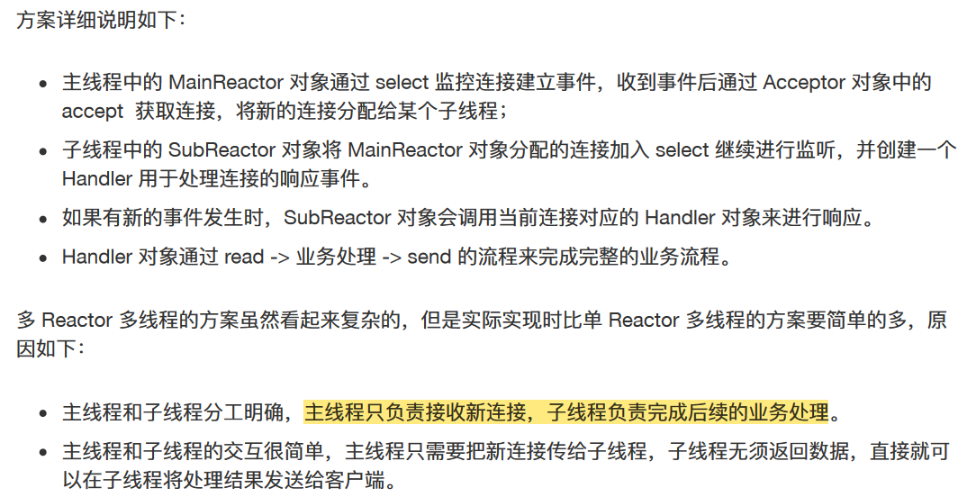 方案详细说明如下：
主线程中的 MainReactor 对象通过 select 监控连接建立事件，收到事件后通过 Acceptor 对象中的
accept 获取连接，将新的连接分配给某个子线程；
子线程中的 SubReactor 对象将 MainReactor 对象分配的连接加入 select 继续进行监听，并创建一个
Handler 用于处理连接的响应事件。
如果有新的事件发生时，SubReactor 对象会调用当前连接对应的 Handler 对象来进行响应。
Handler 对象通过 read -> 业务处理 -> send 的流程来完成完整的业务流程。
多 Reactor 多线程的方案虽然看起来复杂的，但是实际实现时比单 Reactor 多线程的方案要简单的多，原
因如下：
主线程和子线程分工明确，主线程只负责接收新连接，子线程负责完成后续的业务处理。
主线程和子线程的交互很简单，主线程只需要把新连接传给子线程，子线程无须返回数据，直接就可
以在子线程将处理结果发送给客户端。